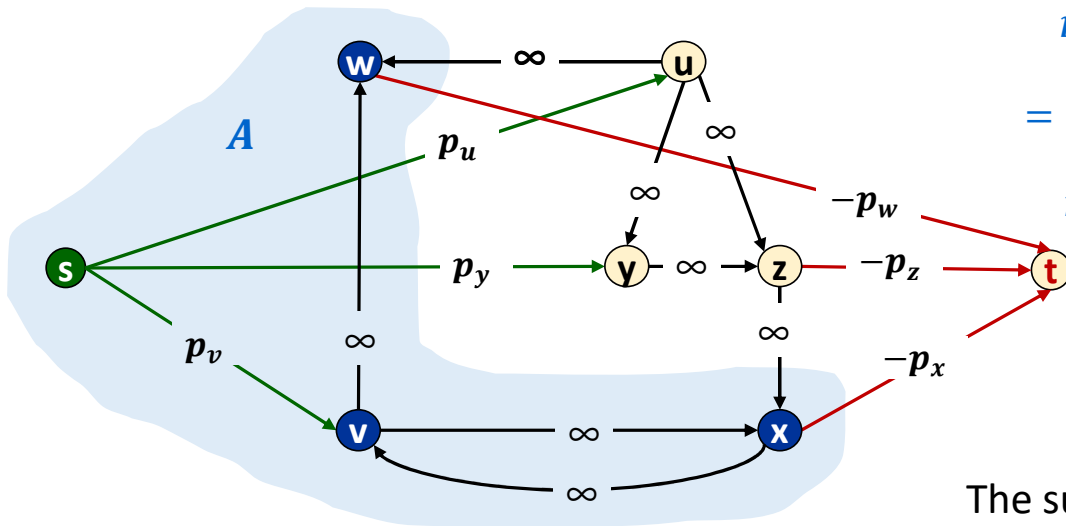 w
∞
u
A
p_u
∞
=
∞
−p_w
s
p_y
y
∞
z
−p_z
t
p_v
∞
∞
−p_x
v
∞
x
∞
The su